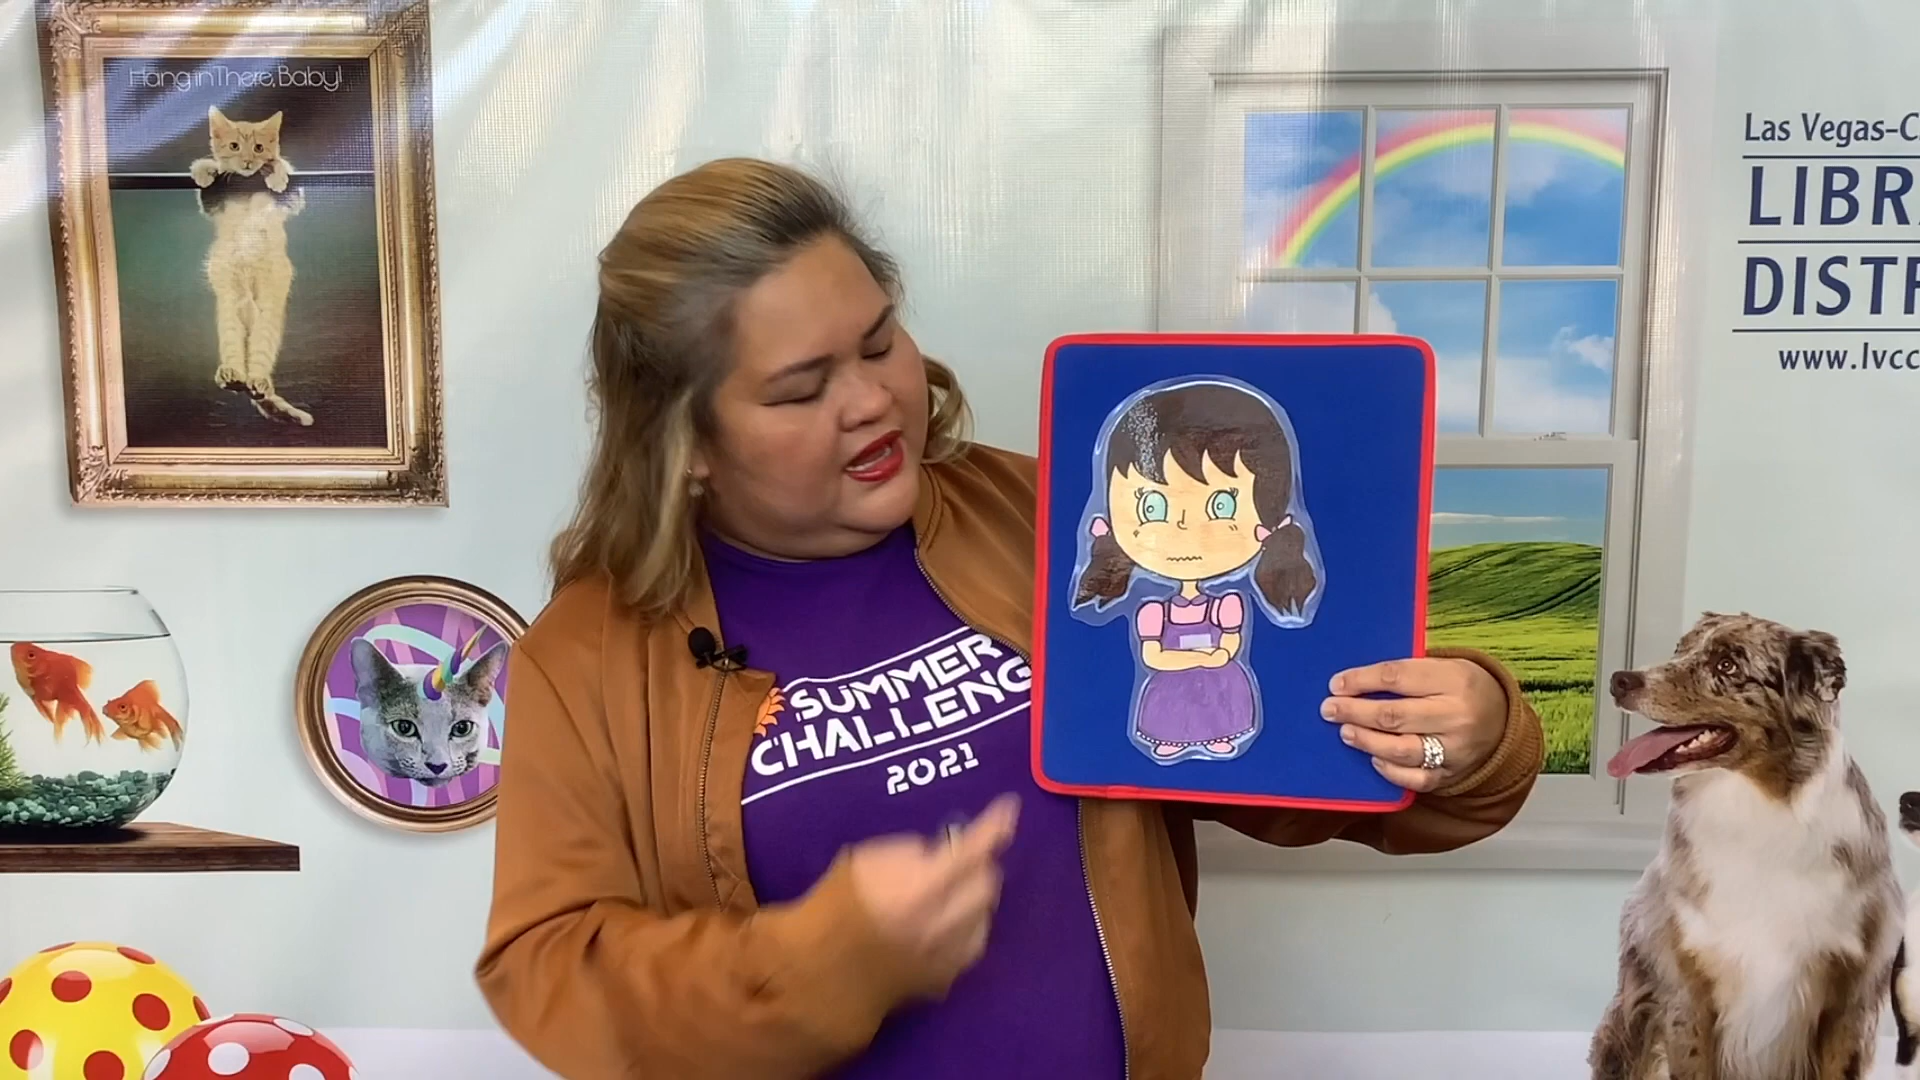 Hang in There, Baby!
Las Vegas-C
LIBR
DISTR
www.lvcc
SUMMER
CHALLENG
2021